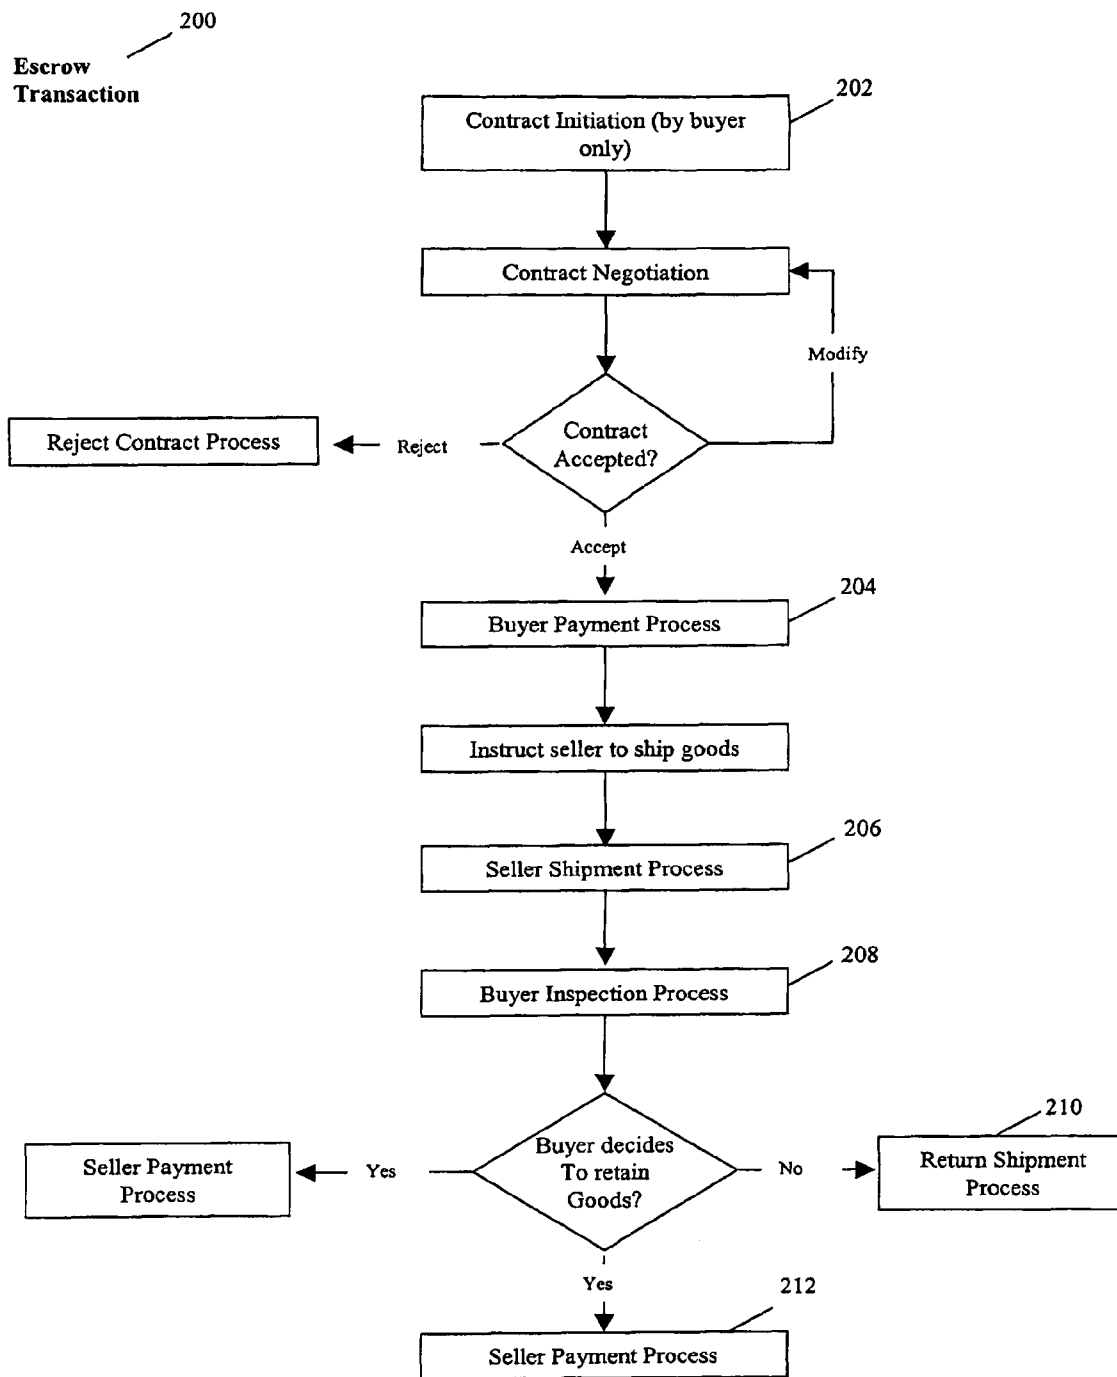 200
Escrow
Transaction
202
Contract Initiation (by buyer
only)
Contract Negotiation
Modify
Contract
Accepted?
Reject
Reject Contract Process
Accept
204
Buyer Payment Process
Instruct seller to ship goods
206
Seller Shipment Process
208
Buyer Inspection Process
Buyer decides
To retain
Goods?
Yes
Seller Payment
Process
No
210
Return Shipment
Process
Yes
212
Seller Payment Process